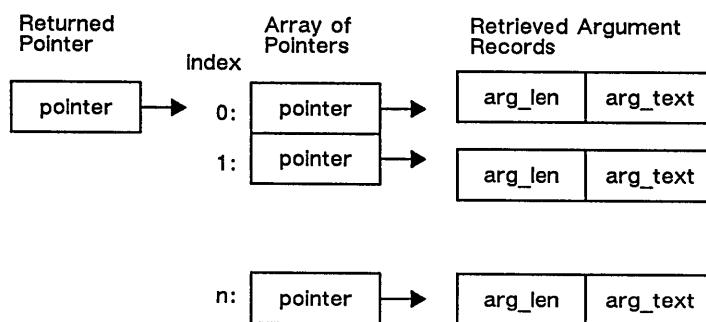 Returned
Pointer
Array of
Pointers
Retrieved Argument
Records
index
pointer
0:
pointer
arg_len
arg_text
1:
pointer
arg_len
arg_text
n:
pointer
arg_len
arg_text